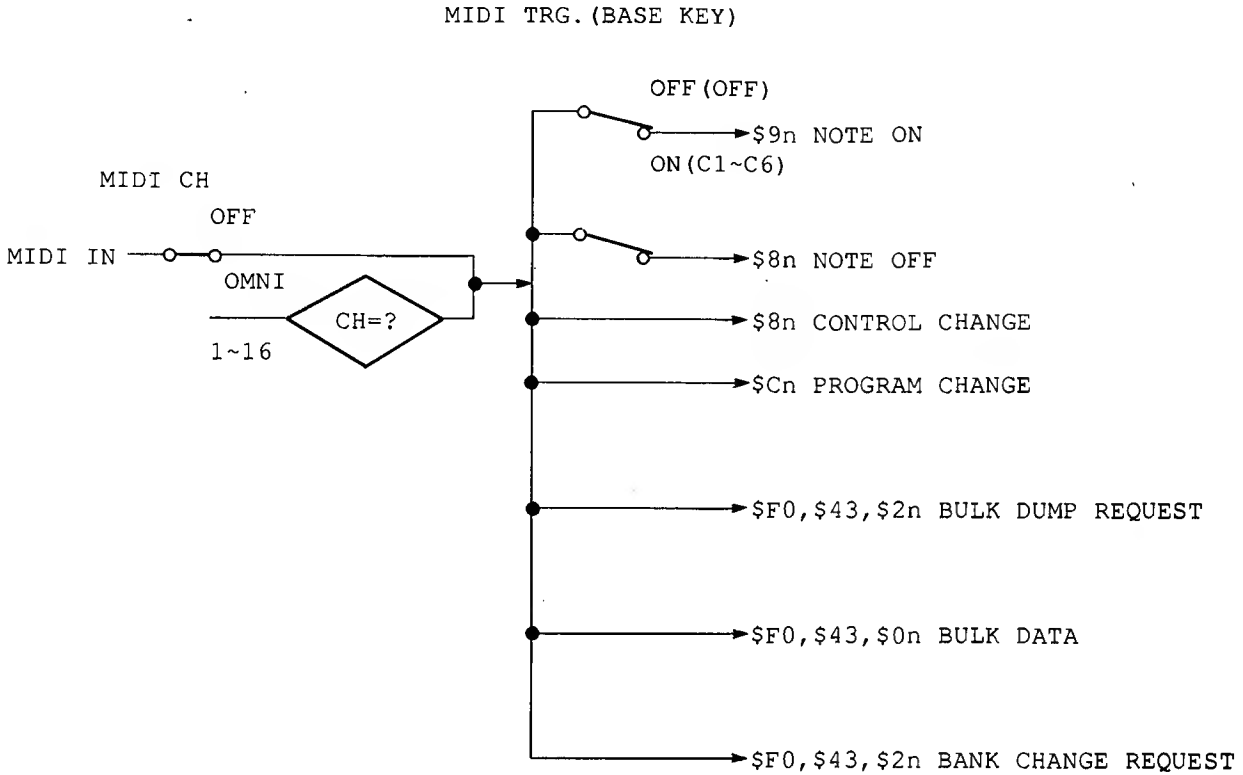 MIDI TRG.(BASE KEY)
OFF(OFF)
$9n NOTE ON
ON(C1~C6)
MIDI CH
OFF
MIDI IN
$8n NOTE OFF
OMNI
CH=?
$8n CONTROL CHANGE
1~16
$Cn PROGRAM CHANGE
$F0,$43,$2n BULK DUMP REQUEST
$F0,$43,$0n BULK DATA
$F0,$43,$2n BANK CHANGE REQUEST